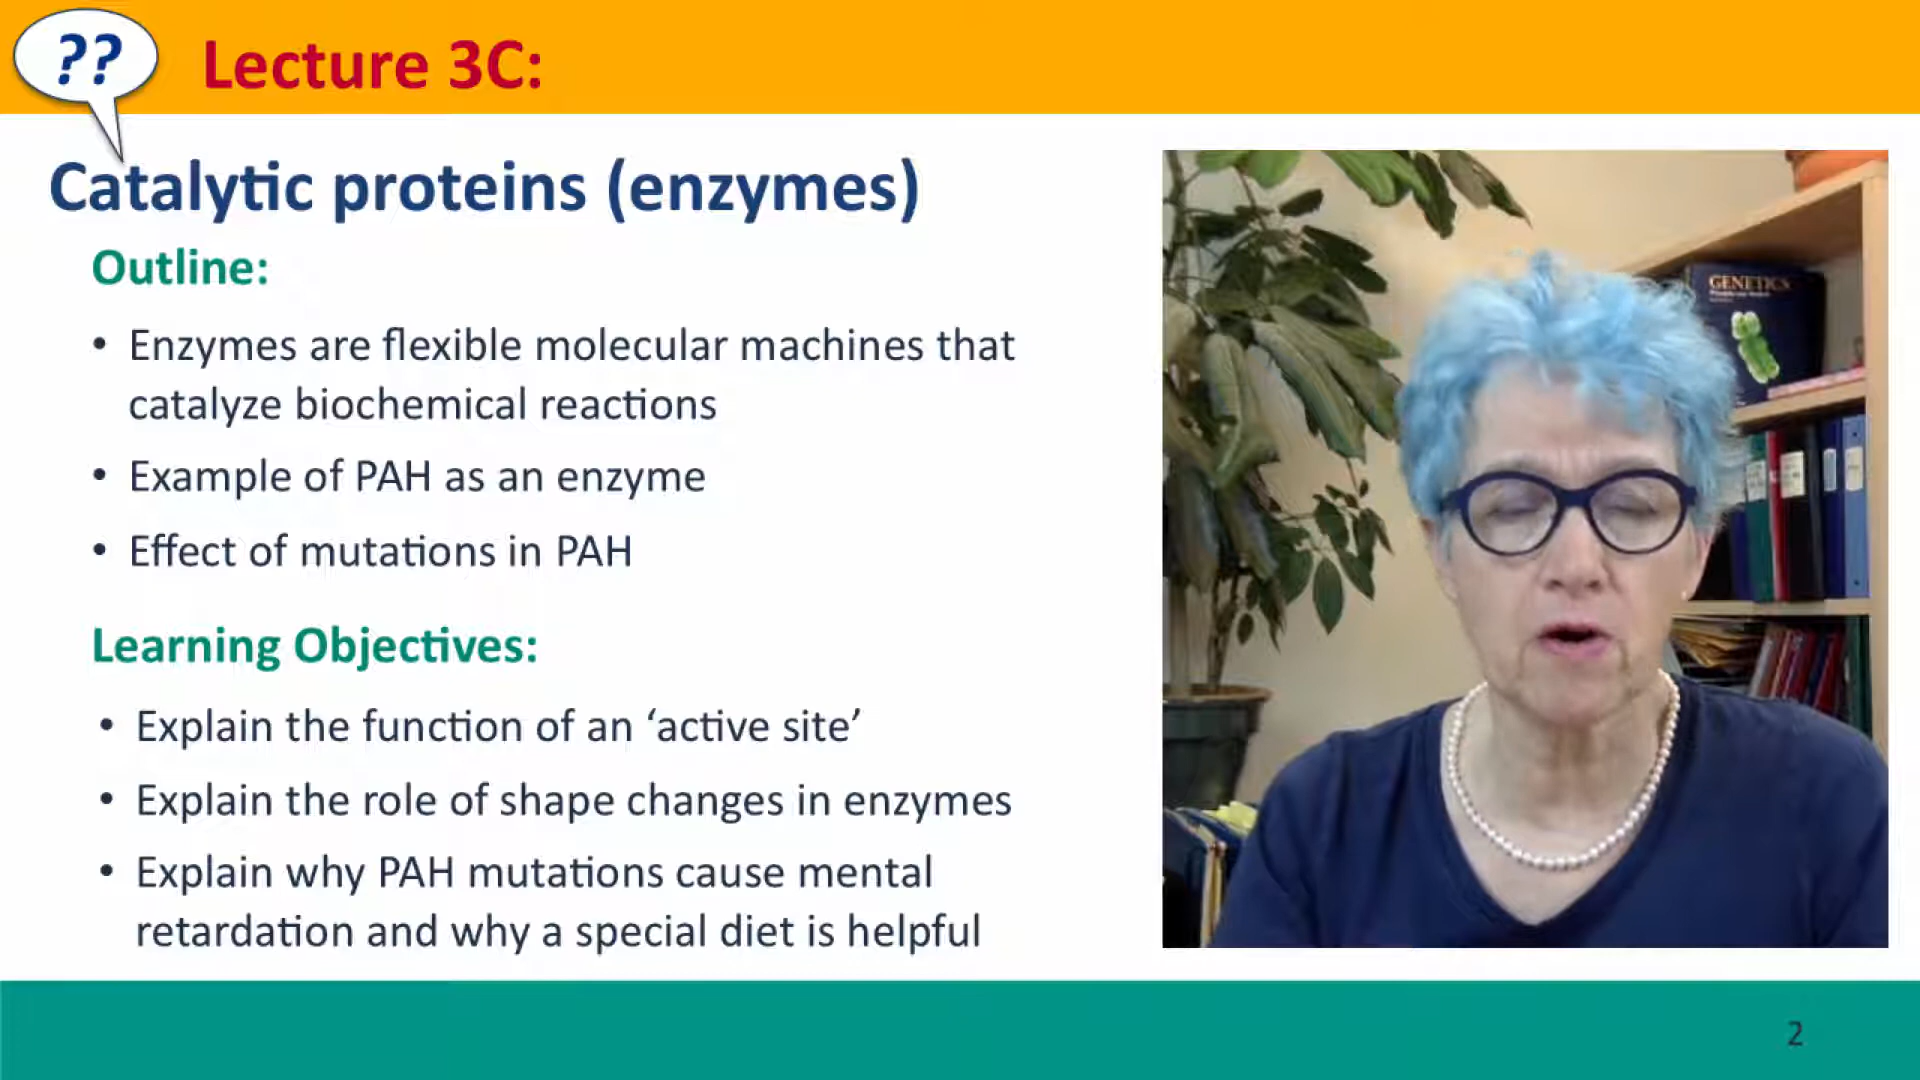 ??
Lecture 3C:
Catalytic proteins (enzymes)
Outline:
• Enzymes are flexible molecular machines that
catalyze biochemical reactions
• Example of PAH as an enzyme
• Effect of mutations in PAH
Learning Objectives:
• Explain the function of an ‘active site’
• Explain the role of shape changes in enzymes
• Explain why PAH mutations cause mental
retardation and why a special diet is helpful
GENETICS
2